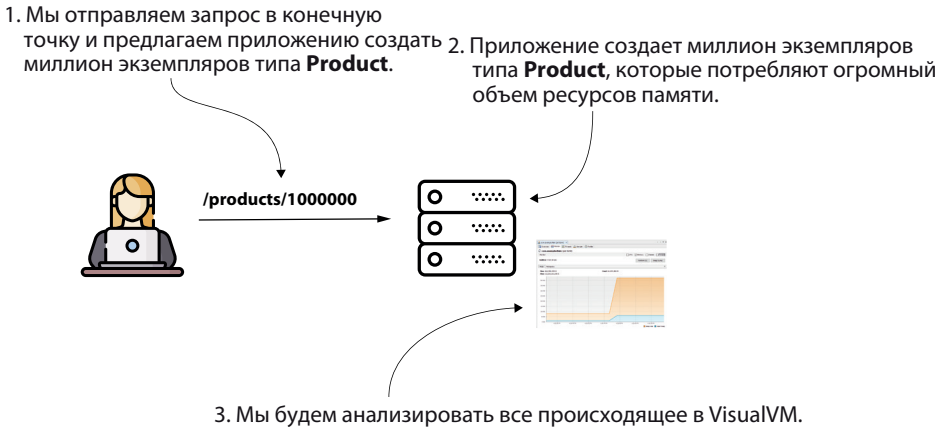 1. Мы отправляем запрос в конечную
точку и предлагаем приложению создать
миллион экземпляров типа Product.
2. Приложение создает миллион экземпляров
типа Product, которые потребляют огромный
объем ресурсов памяти.
/products/1000000
3. Мы будем анализировать все происходящее в VisualVM.